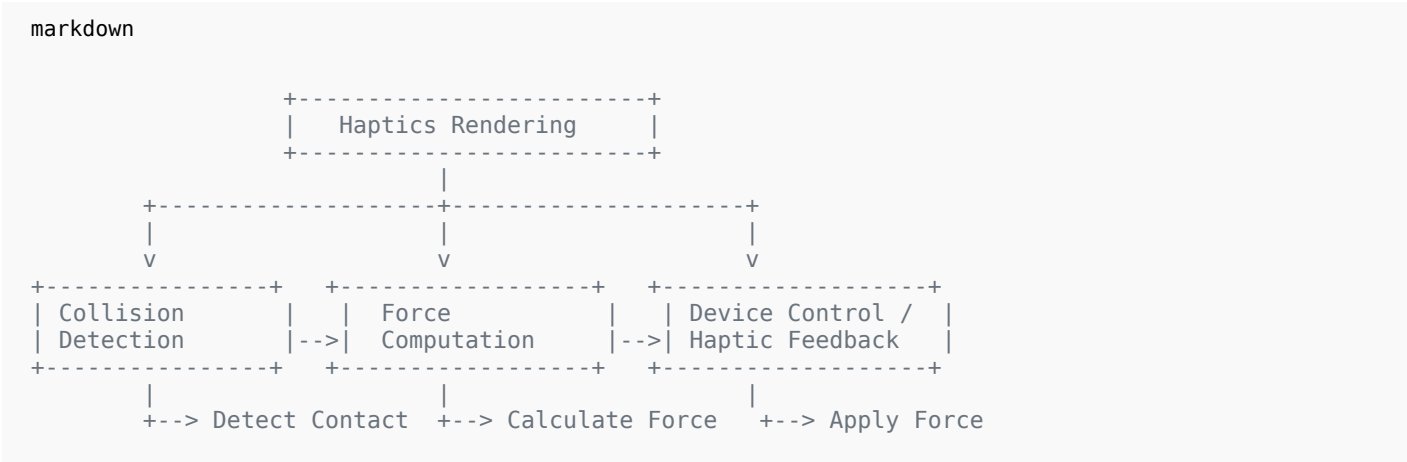 markdown
                  +-------------------------+
                  |   Haptics Rendering     |
                  +-------------------------+
                             |
        +--------------------+---------------------+
        |                    |                     |
        v                    v                     v
+-----------------+   +------------------+   +-------------------+
| Collision       |   |  Force           |   | Device Control /  |
| Detection       |-->|  Computation     |-->| Haptic Feedback   |
+-----------------+   +------------------+   +-------------------+
        |                    |                     |
        +--> Detect Contact  +--> Calculate Force   +--> Apply Force